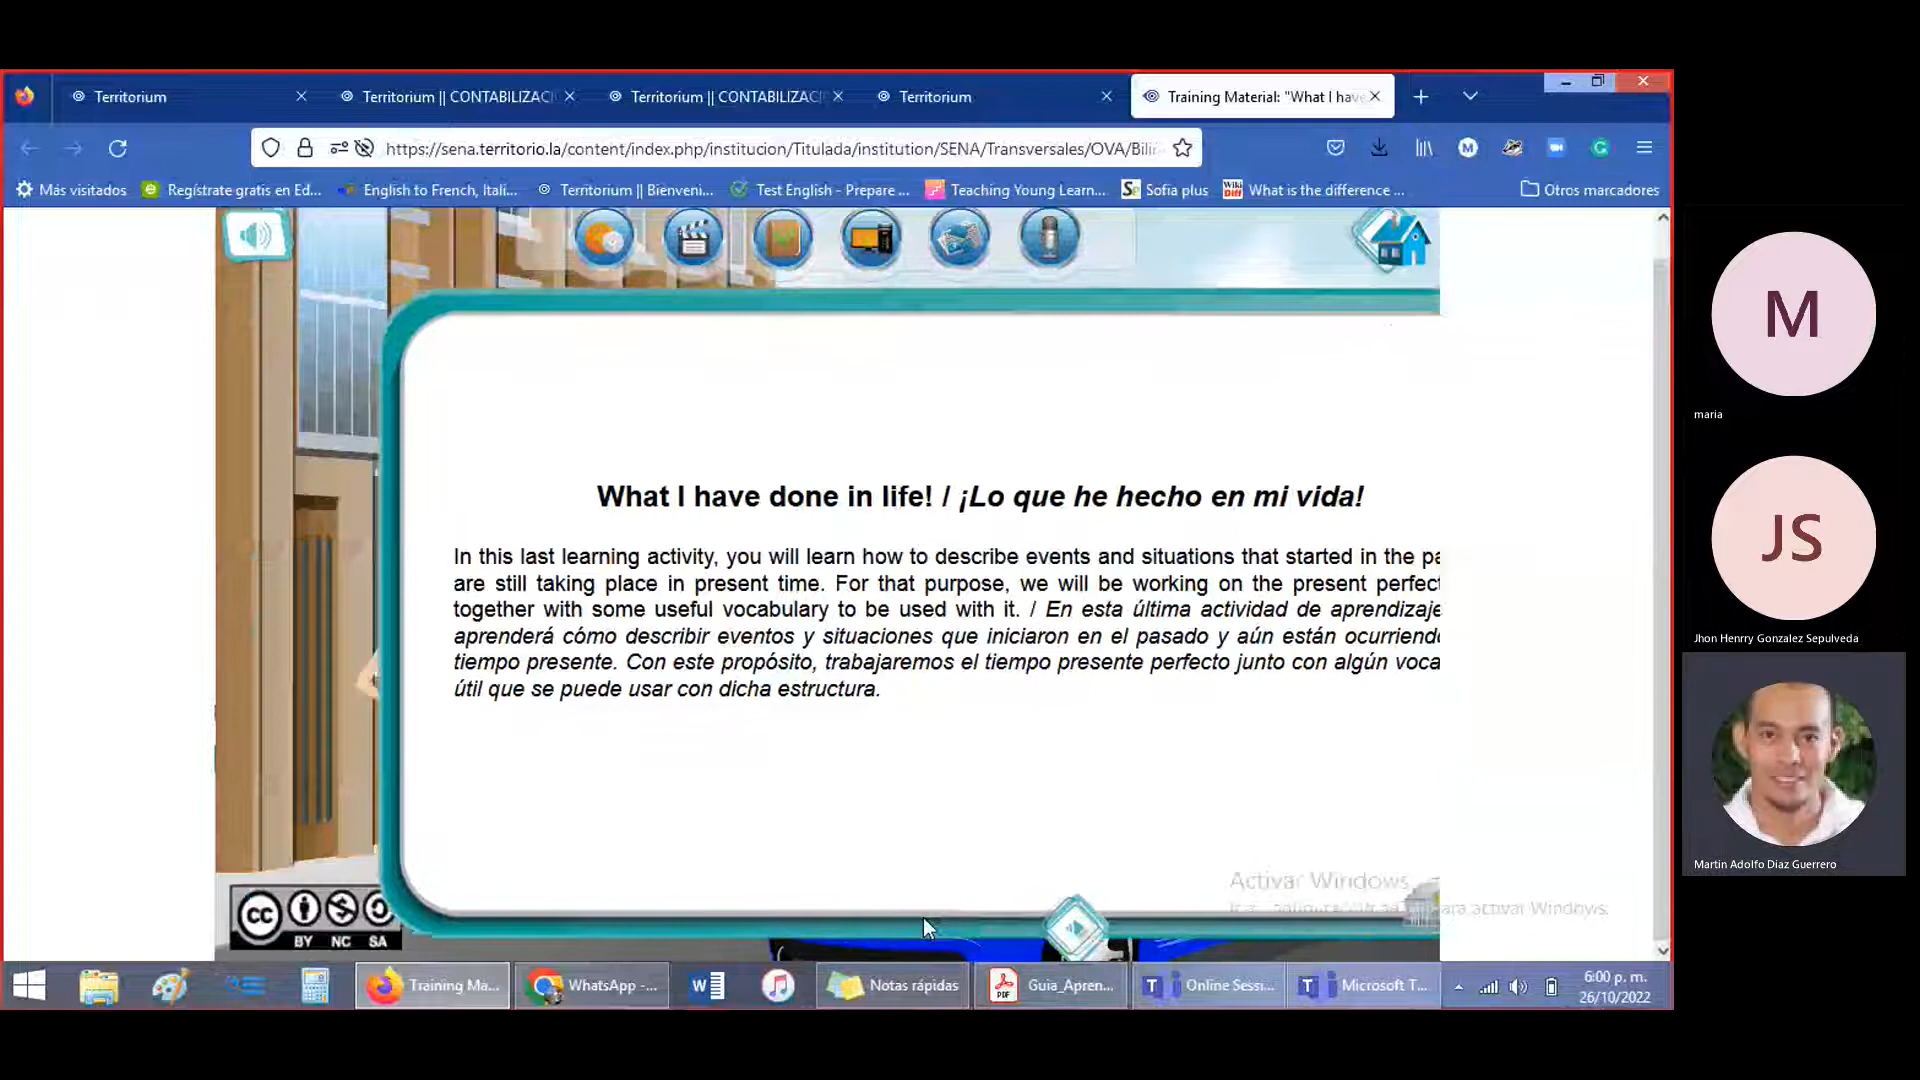 Territorium
Territorium || CONTABILIZACI
Territorium || CONTABILIZACI
Territorium
Training Material: "What I have
https://sena.territorio.la/content/index.php/institucion/Titulada/institution/SENA/Transversales/OVA/Bili
Más visitados
Regístrate gratis en Ed...
English to French, Itali...
Territorium || Bienveni...
Test English - Prepare ...
Teaching Young Learn...
Sofia plus
What is the difference ...
Otros marcadores
What I have done in life! / ¡Lo que he hecho en mi vida!
In this last learning activity, you will learn how to describe events and situations that started in the pa
are still taking place in present time. For that purpose, we will be working on the present perfect
together with some useful vocabulary to be used with it. / En esta última actividad de aprendizaje
aprenderá cómo describir eventos y situaciones que iniciaron en el pasado y aún están ocurriendo
tiempo presente. Con este propósito, trabajaremos el tiempo presente perfecto junto con algún voca
útil que se puede usar con dicha estructura.
Activar Windows
para activar Windows.
CC BY NC SA
Training Ma...
WhatsApp -...
Notas rápidas
Guia_Apren...
Online Sessi...
Microsoft T...
6:00 p. m.
26/10/2022
M
maria
JS
Jhon Henrry Gonzalez Sepulveda
Martin Adolfo Diaz Guerrero